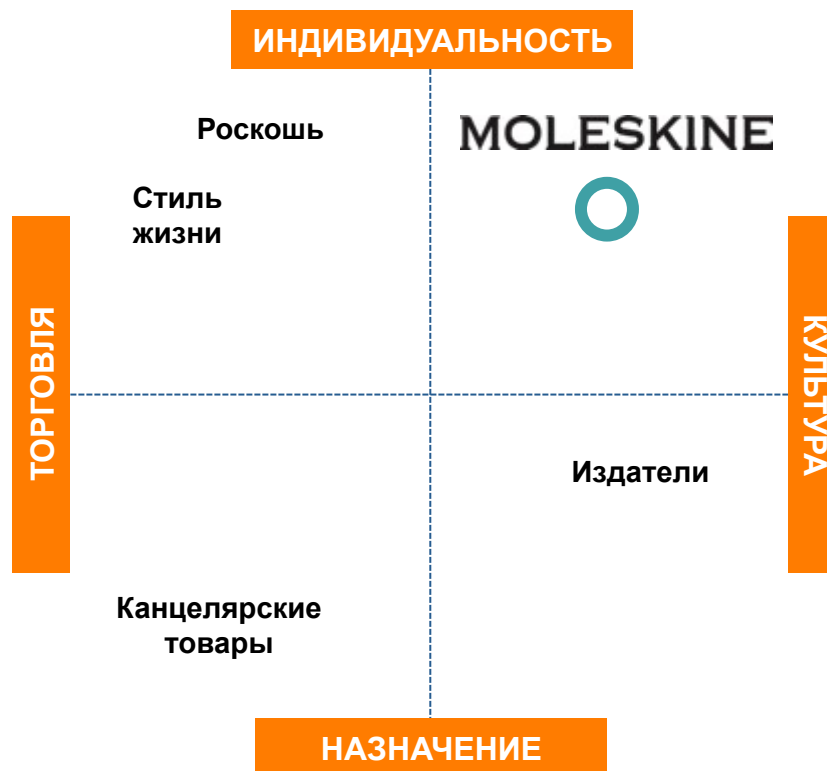 ИНДИВИДУАЛЬНОСТЬ
Роскошь
MOLESKINE
Стиль
жизни
ТОРГОВЛЯ
КУЛЬТУРА
Издатели
Канцелярские
товары
НАЗНАЧЕНИЕ